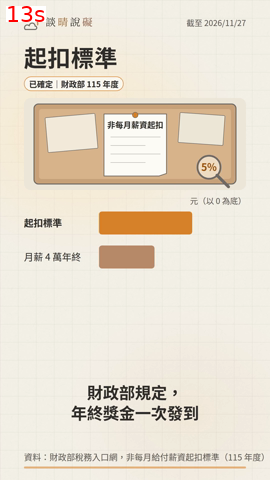 13s
談晴說礙
截至 2026/11/27
起扣標準
已確定｜財政部 115 年度
非每月薪資起扣
5%
元（以 0 為底）
起扣標準
月薪 4 萬年終
財政部規定，
年終獎金一次發到
資料：財政部稅務入口網，非每月給付薪資起扣標準（115 年度）